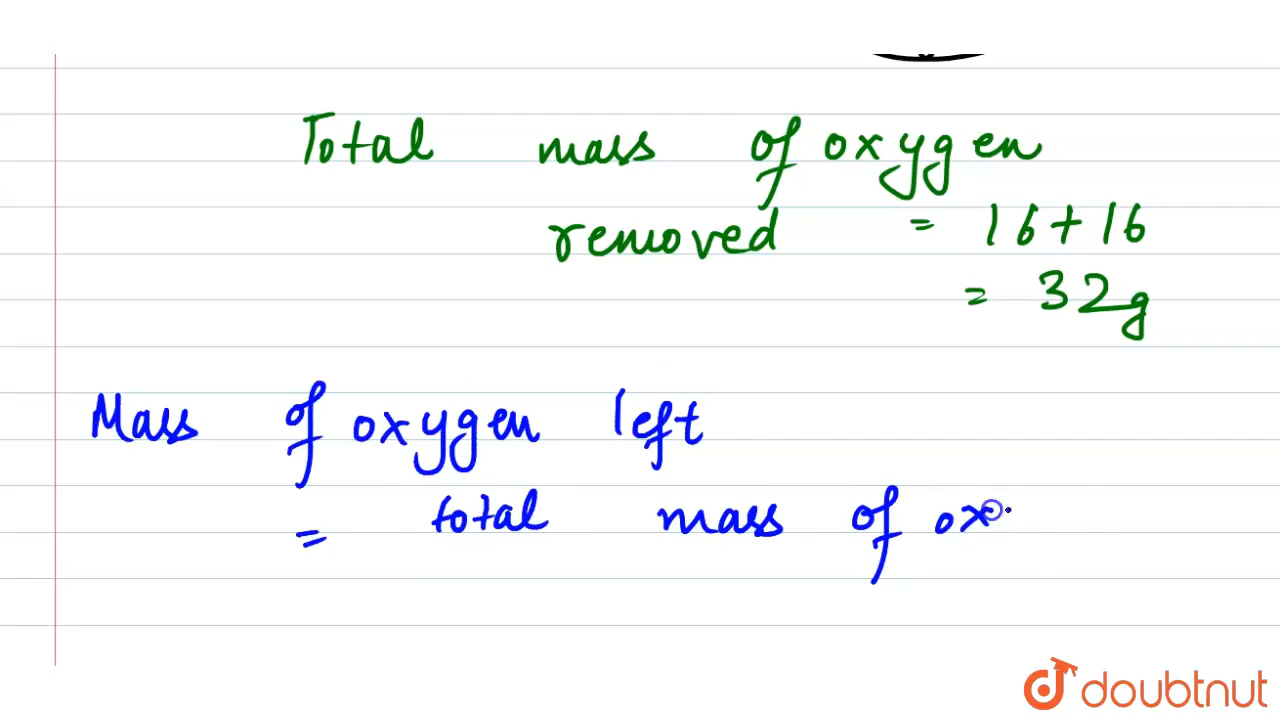 Total mass of oxygen
removed = 16+16
= 32g
Mass of oxygen left
= total mass of ox
doubtnut